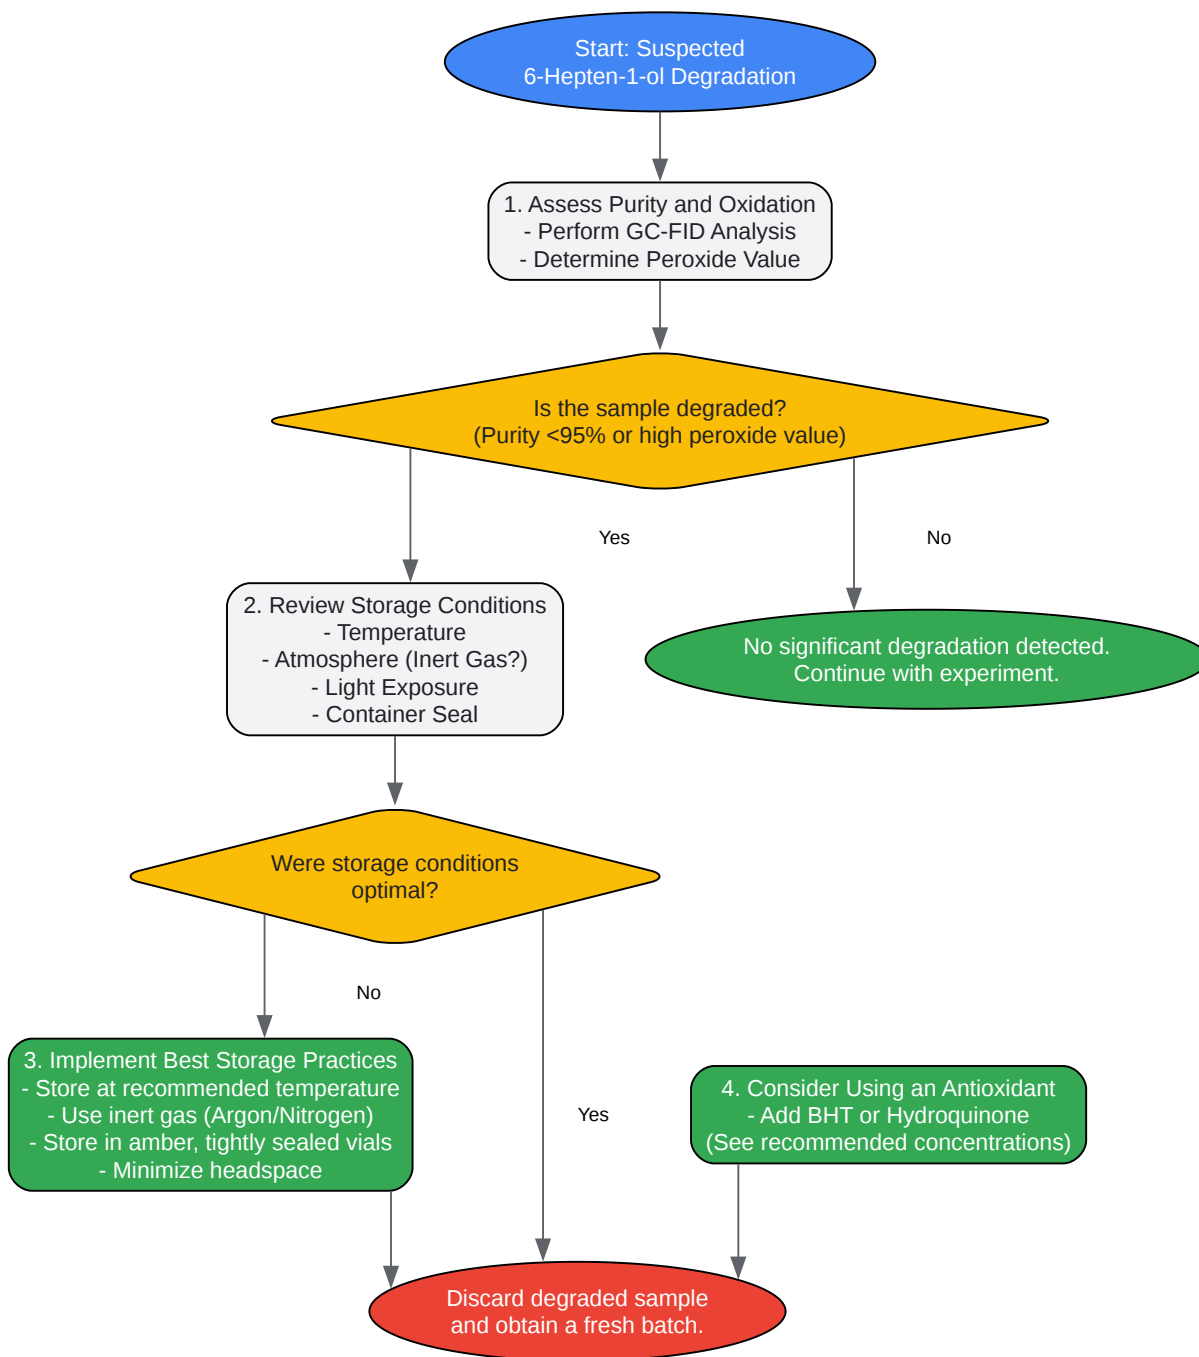 Start: Suspected
6-Hepten-1-ol Degradation
1. Assess Purity and Oxidation
- Perform GC-FID Analysis
- Determine Peroxide Value
Is the sample degraded?
(Purity <95% or high peroxide value)
Yes
No
2. Review Storage Conditions
- Temperature
- Atmosphere (Inert Gas?)
- Light Exposure
- Container Seal
No significant degradation detected.
Continue with experiment.
Were storage conditions
optimal?
No
Yes
3. Implement Best Storage Practices
- Store at recommended temperature
- Use inert gas (Argon/Nitrogen)
- Store in amber, tightly sealed vials
- Minimize headspace
4. Consider Using an Antioxidant
- Add BHT or Hydroquinone
(See recommended concentrations)
Discard degraded sample
and obtain a fresh batch.